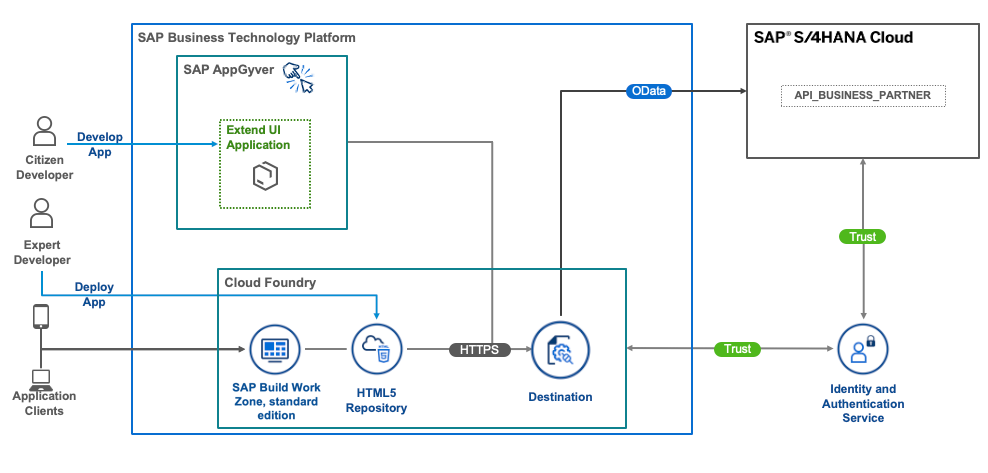 SAP Business Technology Platform
SAP® S/4HANA Cloud
SAP AppGyver
OData
API_BUSINESS_PARTNER
Extend UI
Application
Develop
App
Citizen
Developer
Expert
Developer
Trust
Deploy
App
Cloud Foundry
HTML
5
HTTPS
Trust
SAP Build Work
Zone, standard
edition
HTML5
Repository
Destination
Identity and
Authentication
Service
Application
Clients